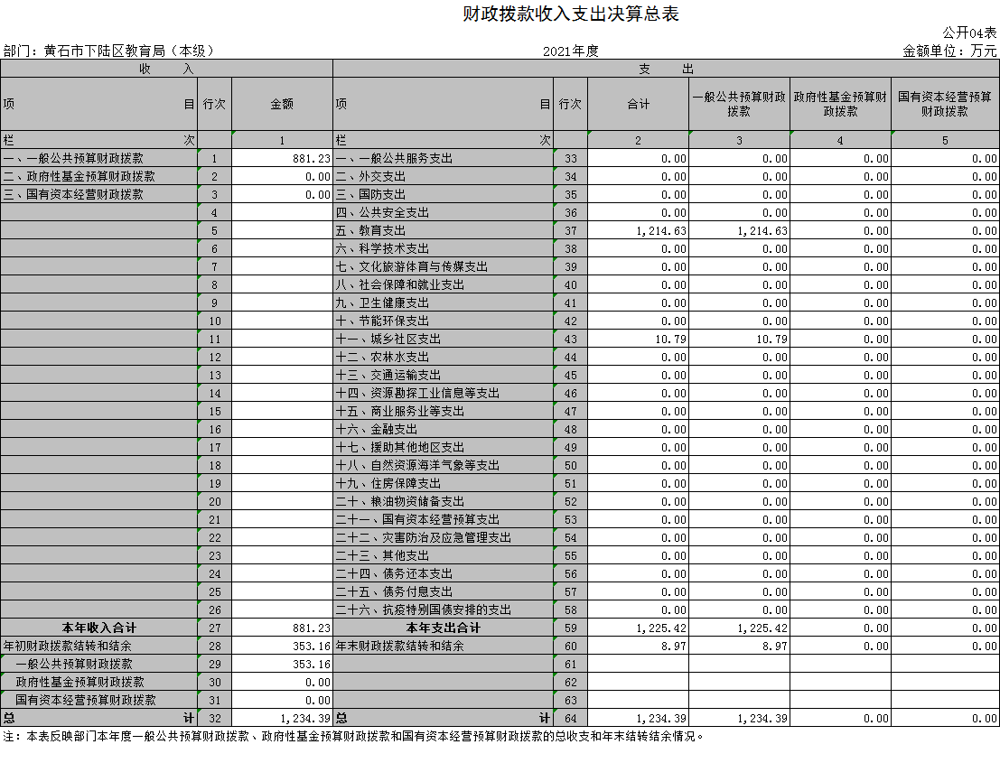 财政拨款收入支出决算总表
公开04表
部门：黄石市下陆区教育局（本级） 2021年度 金额单位：万元
收 入 支 出
项 目 行次 金额 项 目 行次 合计 一般公共预算财政拨款 政府性基金预算财政拨款 国有资本经营预算财政拨款
栏 次 1 栏 次 2 3 4 5
一、一般公共预算财政拨款 1 881.23 一、一般公共服务支出 33 0.00 0.00 0.00 0.00
二、政府性基金预算财政拨款 2 0.00 二、外交支出 34 0.00 0.00 0.00 0.00
三、国有资本经营财政拨款 3 0.00 三、国防支出 35 0.00 0.00 0.00 0.00
4 四、公共安全支出 36 0.00 0.00 0.00 0.00
5 五、教育支出 37 1,214.63 1,214.63 0.00 0.00
6 六、科学技术支出 38 0.00 0.00 0.00 0.00
7 七、文化旅游体育与传媒支出 39 0.00 0.00 0.00 0.00
8 八、社会保障和就业支出 40 0.00 0.00 0.00 0.00
9 九、卫生健康支出 41 0.00 0.00 0.00 0.00
10 十、节能环保支出 42 0.00 0.00 0.00 0.00
11 十一、城乡社区支出 43 10.79 10.79 0.00 0.00
12 十二、农林水支出 44 0.00 0.00 0.00 0.00
13 十三、交通运输支出 45 0.00 0.00 0.00 0.00
14 十四、资源勘探工业信息等支出 46 0.00 0.00 0.00 0.00
15 十五、商业服务业等支出 47 0.00 0.00 0.00 0.00
16 十六、金融支出 48 0.00 0.00 0.00 0.00
17 十七、援助其他地区支出 49 0.00 0.00 0.00 0.00
18 十八、自然资源海洋气象等支出 50 0.00 0.00 0.00 0.00
19 十九、住房保障支出 51 0.00 0.00 0.00 0.00
20 二十、粮油物资储备支出 52 0.00 0.00 0.00 0.00
21 二十一、国有资本经营预算支出 53 0.00 0.00 0.00 0.00
22 二十二、灾害防治及应急管理支出 54 0.00 0.00 0.00 0.00
23 二十三、其他支出 55 0.00 0.00 0.00 0.00
24 二十四、债务还本支出 56 0.00 0.00 0.00 0.00
25 二十五、债务付息支出 57 0.00 0.00 0.00 0.00
26 二十六、抗疫特别国债安排的支出 58 0.00 0.00 0.00 0.00
本年收入合计 27 881.23 本年支出合计 59 1,225.42 1,225.42 0.00 0.00
年初财政拨款结转和结余 28 353.16 年末财政拨款结转和结余 60 8.97 8.97 0.00 0.00
一般公共预算财政拨款 29 353.16 61
政府性基金预算财政拨款 30 0.00 62
国有资本经营预算财政拨款 31 0.00 63
总 计 32 1,234.39 总 计 64 1,234.39 1,234.39 0.00 0.00
注：本表反映部门本年度一般公共预算财政拨款、政府性基金预算财政拨款和国有资本经营预算财政拨款的总收支和年末结转结余情况。